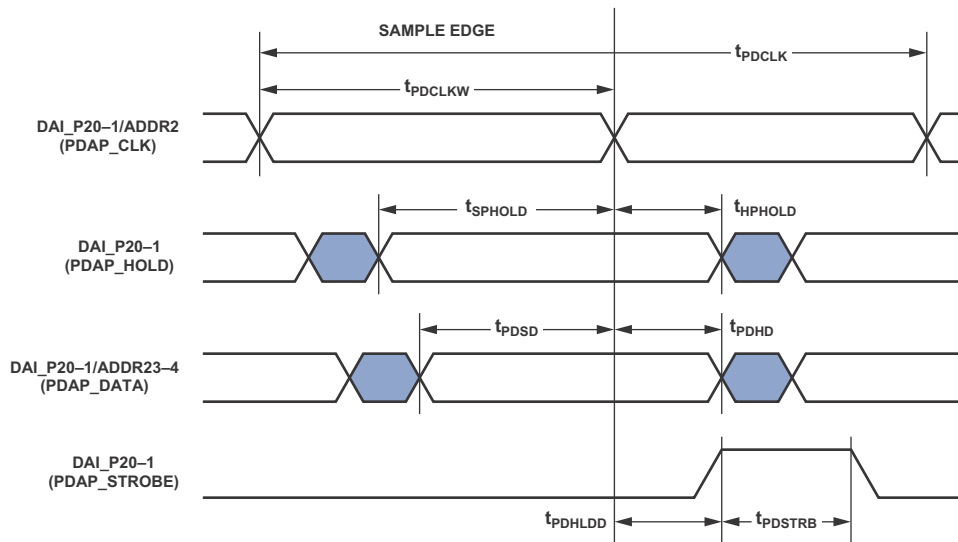 SAMPLE EDGE
tPDCLK
tPDCLKW
DAI_P20–1/ADDR2
(PDAP_CLK)
tSPHOLD
tHPHOLD
DAI_P20–1
(PDAP_HOLD)
tPDSD
tPDHD
DAI_P20–1/ADDR23–4
(PDAP_DATA)
DAI_P20–1
(PDAP_STROBE)
tPDHLDD
tPDSTRB